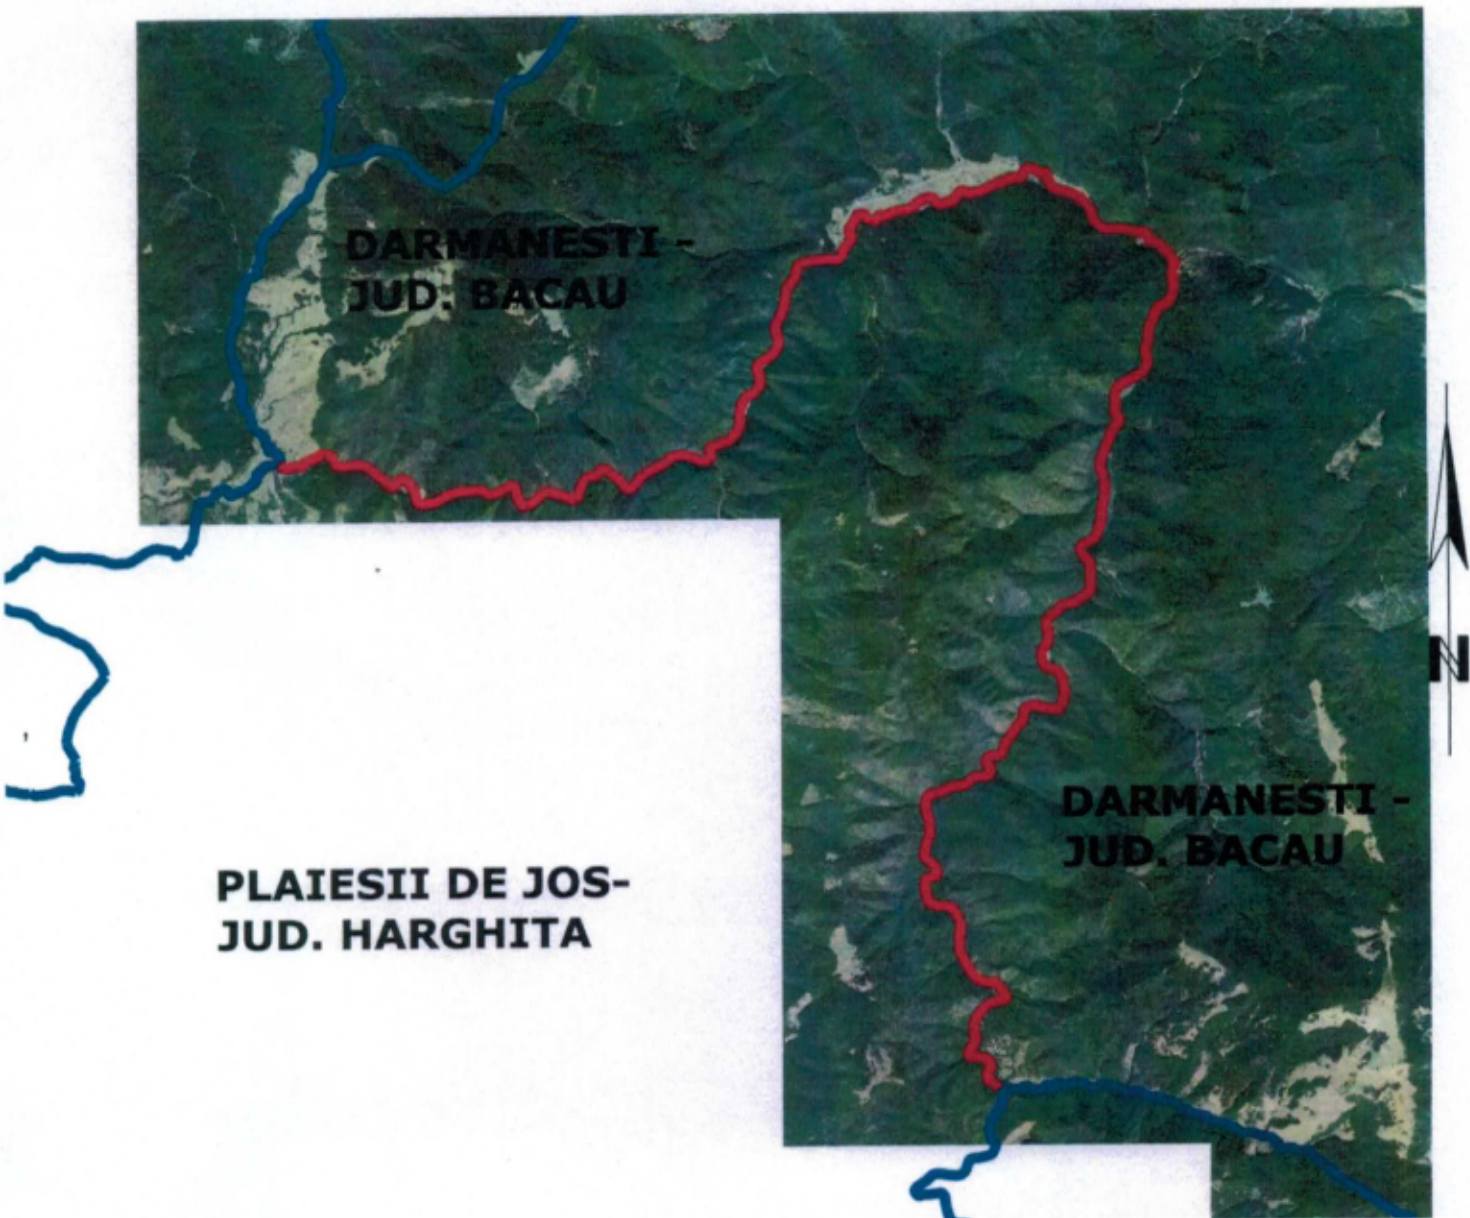 DARMANESTI -
JUD. BACAU
N
DARMANESTI -
JUD. BACAU
PLAIESII DE JOS-
JUD. HARGHITA